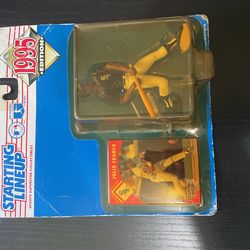 1995
EDITION
STARTING
LINEUP
SPORTS SUPERSTAR COLLECTIBLES
JULIO FRANCO